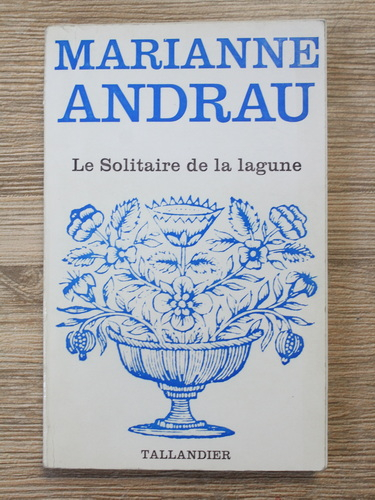 MARIANNE
ANDRAU
Le Solitaire de la lagune
TALLANDIER